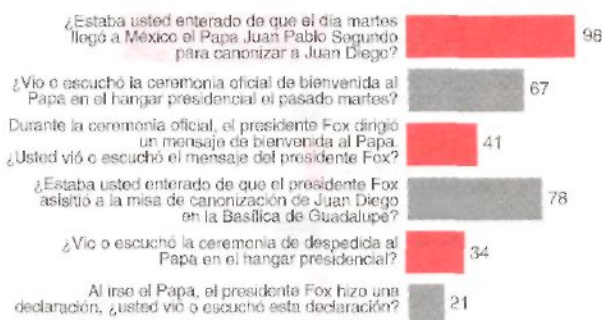 ¿Estaba usted enterado de que el día martes
llegó a México el Papa Juan Pablo Segundo
para canonizar a Juan Diego?
98
¿Vio o escuchó la ceremonia oficial de bienvenida al
Papa en el hangar presidencial el pasado martes?
67
Durante la ceremonia oficial, el presidente Fox dirigió
un mensaje de bienvenida al Papa.
¿Usted vió o escuchó el mensaje del presidente Fox?
41
¿Estaba usted enterado de que el presidente Fox
asisitió a la misa de canonización de Juan Diego
en la Basílica de Guadalupe?
78
¿Vio o escuchó la ceremonia de despedida al
Papa en el hangar presidencial?
34
Al irse el Papa, el presidente Fox hizo una
declaración, ¿usted vio o escuchó esta declaración?
21